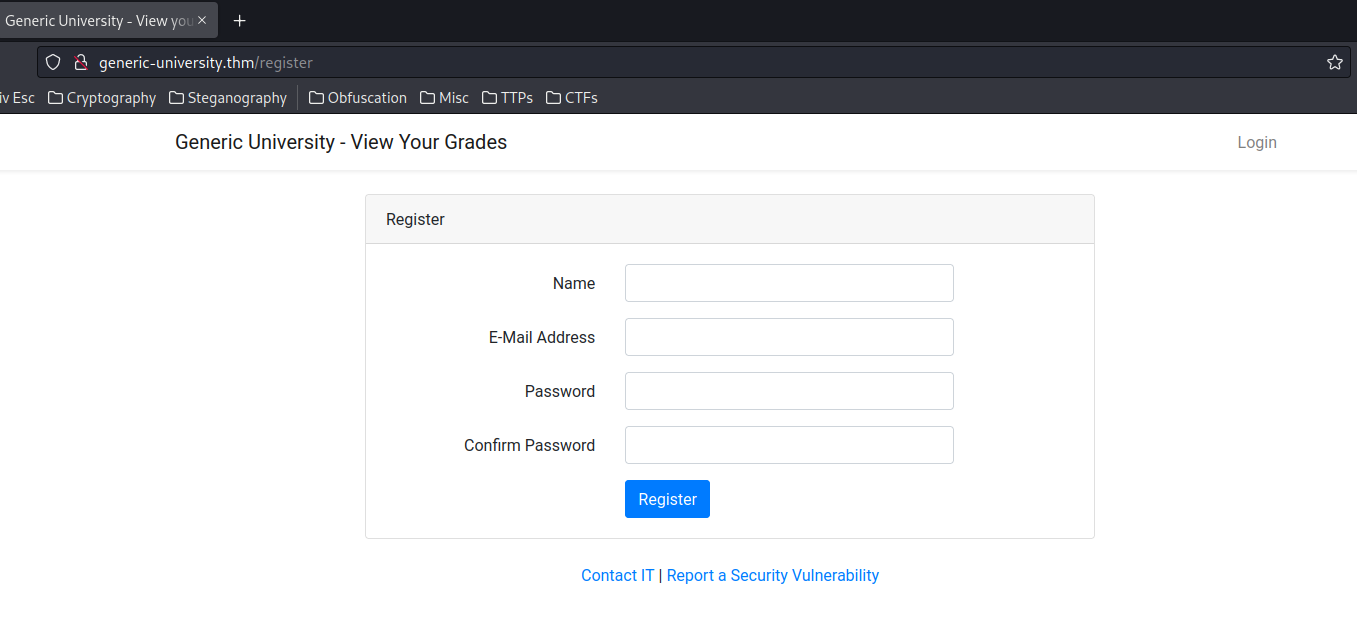 Generic University - View you
generic-university.thm/register
iv Esc Cryptography Steganography Obfuscation Misc TTPs CTFs
Generic University - View Your Grades Login
Register
Name
E-Mail Address
Password
Confirm Password
Register
Contact IT | Report a Security Vulnerability